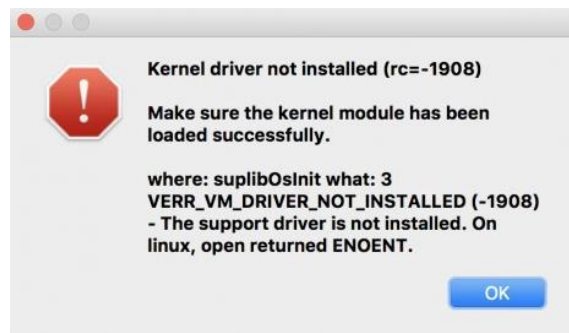 Kernel driver not installed (rc=-1908)
Make sure the kernel module has been
loaded successfully.
where: suplibOsInit what: 3
VERR_VM_DRIVER_NOT_INSTALLED (-1908)
- The support driver is not installed. On
linux, open returned ENOENT.
OK